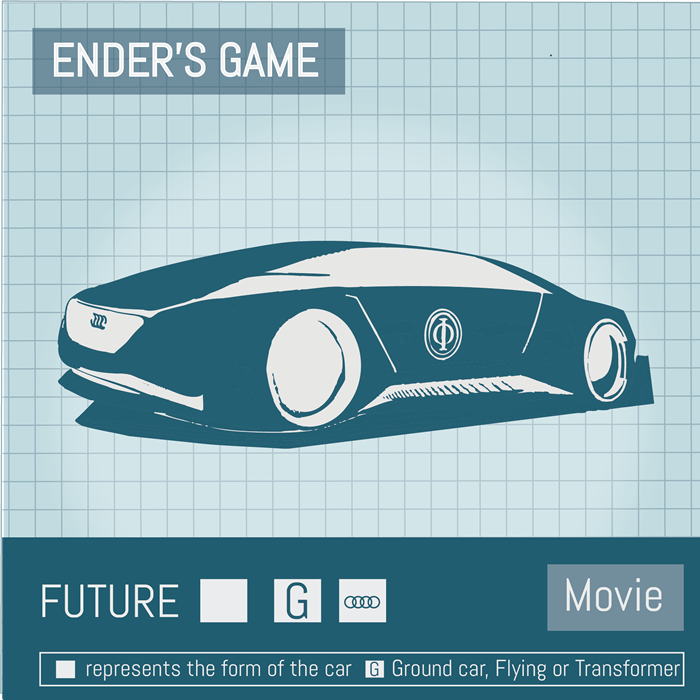 ENDER'S GAME
FUTURE G
Movie
represents the form of the car G Ground car, Flying or Transformer